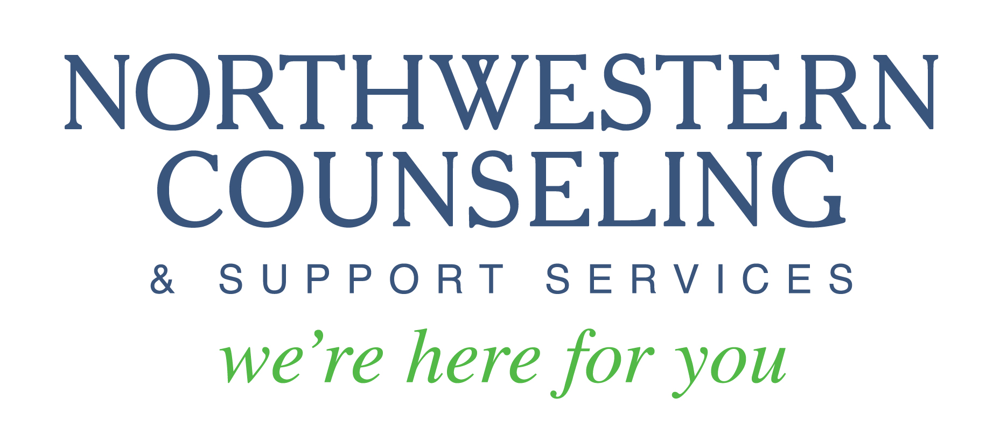 NORTHWESTERN
COUNSELING
& SUPPORT SERVICES
we’re here for you